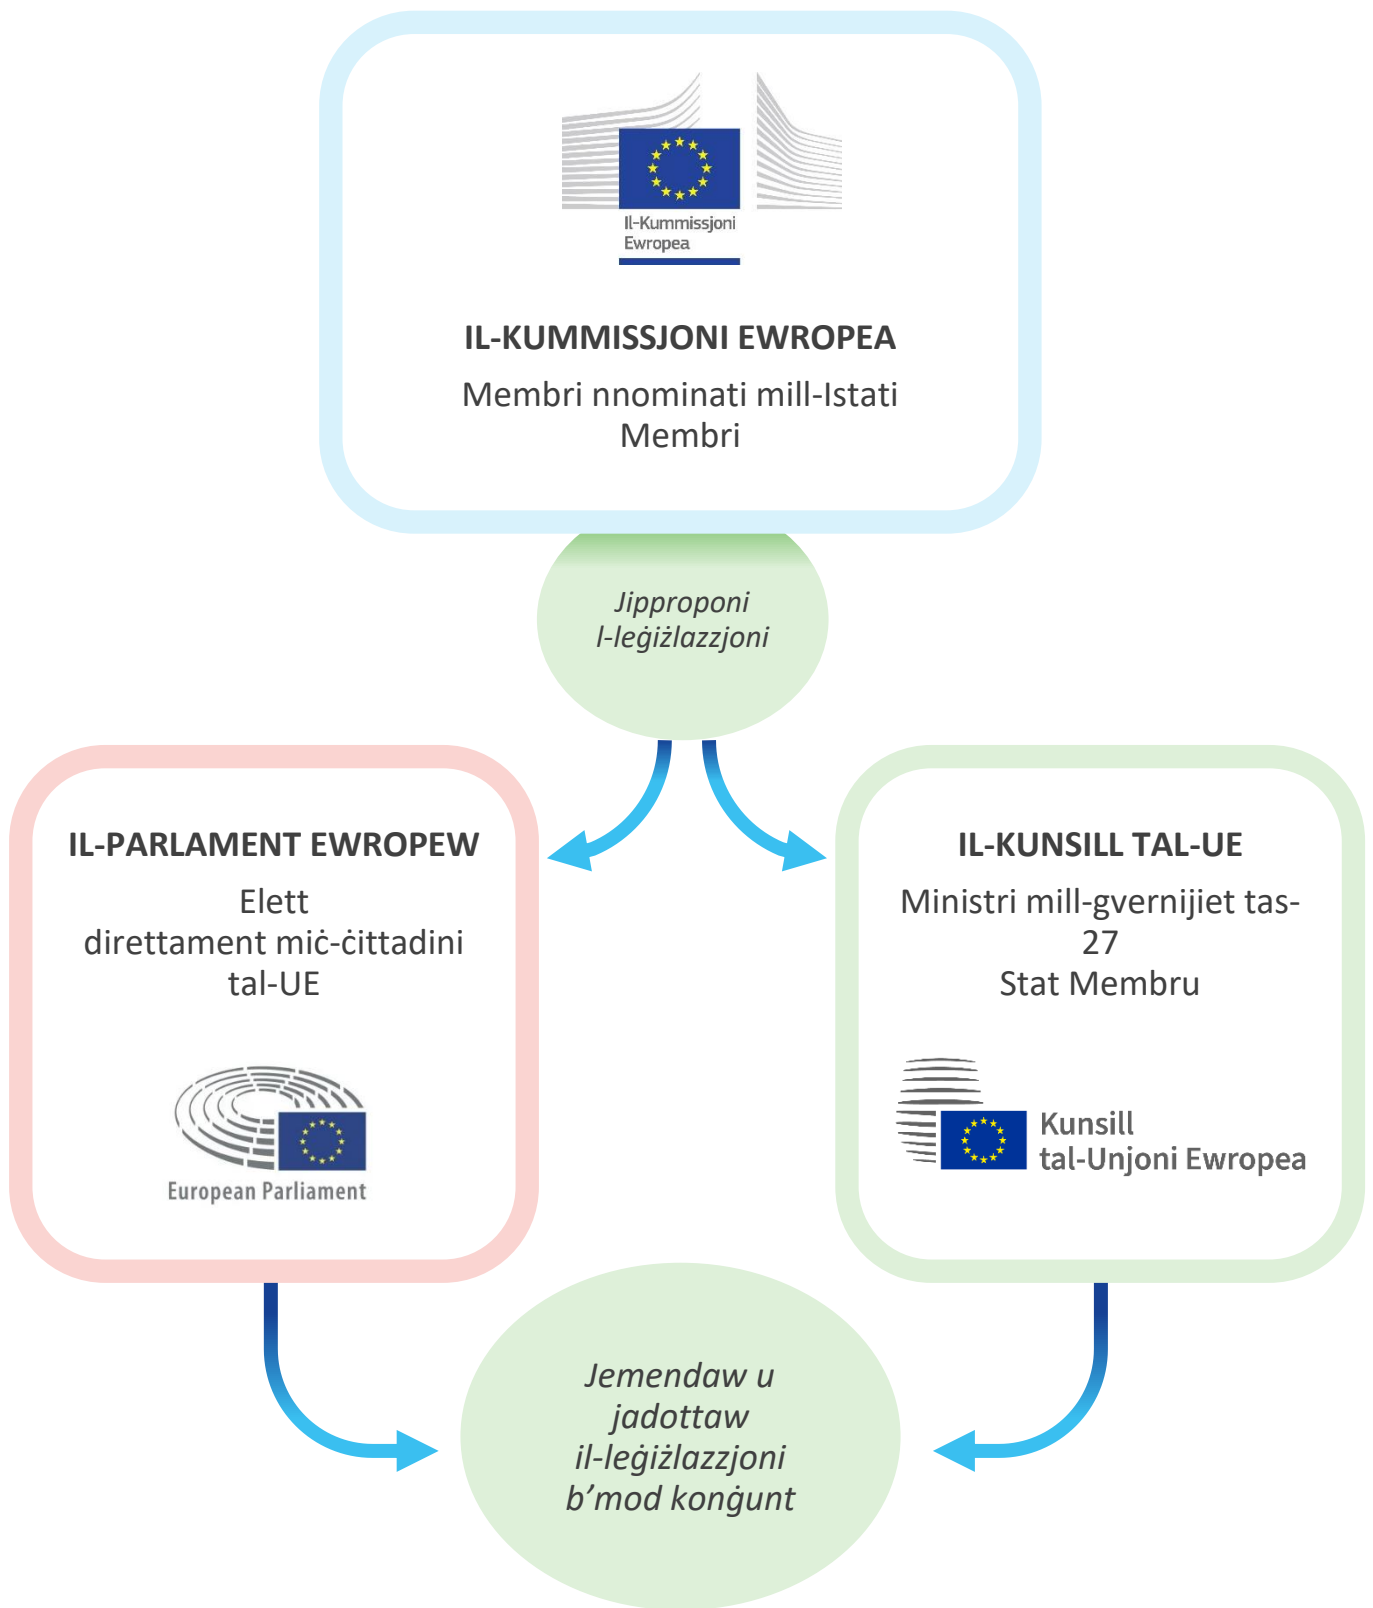 Il-Kummissjoni
Ewropea
IL-KUMMISSJONI EWROPEA
Membri nnominati mill-Istati
Membri
Jipproponi
l-leġiżlazzjoni
IL-PARLAMENT EWROPEW
Elett
direttament miċ-ċittadini
tal-UE
European Parliament
IL-KUNSILL TAL-UE
Ministri mill-gvernijiet tas-
27
Stat Membru
Kunsill
tal-Unjoni Ewropea
Jemendaw u
jadottaw
il-leġiżlazzjoni
b’mod konġunt